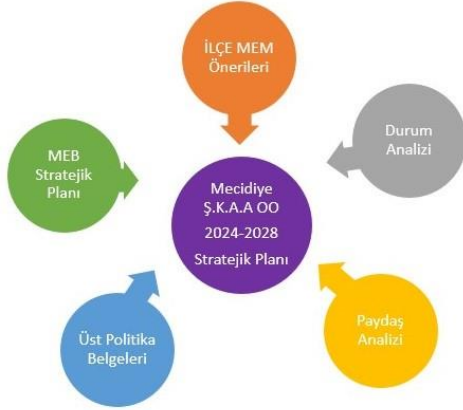 İLÇE MEM
Önerileri
MEB
Stratejik
Planı
Durum
Analizi
Mecidiye
Ş.K.A.A OO
2024-2028
Stratejik Planı
Üst Politika
Belgeleri
Paydaş
Analizi